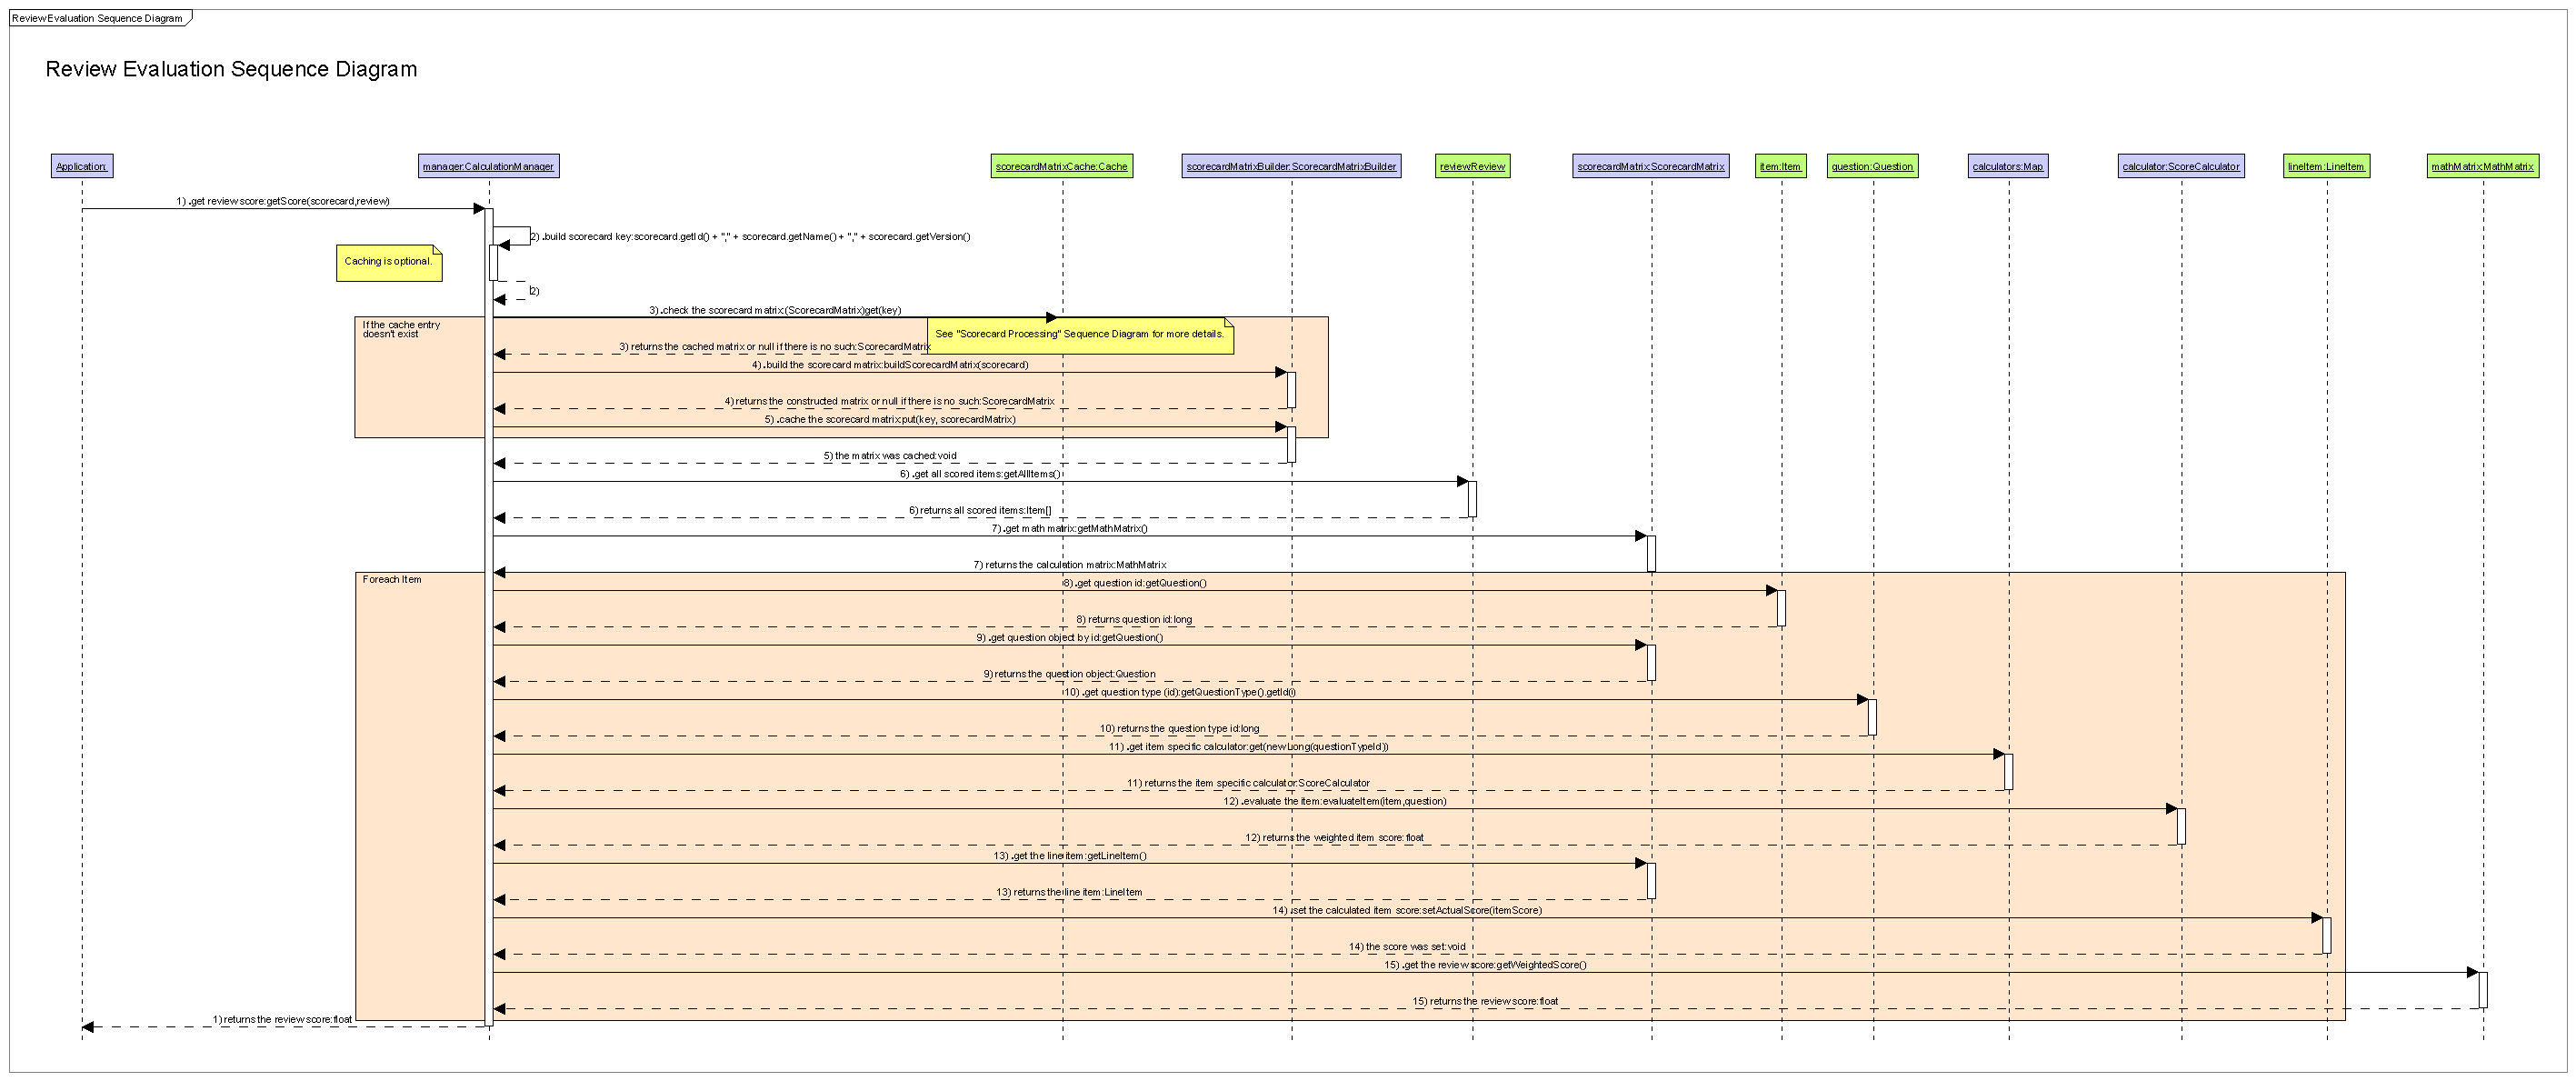 ReviewEvaluation Sequence Diagram
Review Evaluation Sequence Diagram
Application:
manager:CalculationManager
scorecardMatrixCache:Cache
scorecardMatrixBuilder:ScorecardMatrixBuilder
review:Review
scorecardMatrix:ScorecardMatrix
item:Item
question:Question
calculators:Map
calculator:ScoreCalculator
lineItem:LineItem
mathMatrix:MathMatrix
1) .get review score:getScore(scorecard,review)
2) .build scorecard key:scorecard.getId() + "," + scorecard.getName() + "," + scorecard.getVersion()
Caching is optional.
2)
3) .check the scorecard matrix:(ScorecardMatrix)get(key)
If the cache entry
doesn't exist
See "Scorecard Processing" Sequence Diagram for more details.
3) returns the cached matrix or null if there is no such:ScorecardMatrix
4) .build the scorecard matrix:buildScorecardMatrix(scorecard)
4) returns the constructed matrix or null if there is no such:ScorecardMatrix
5) .cache the scorecard matrix:put(key, scorecardMatrix)
5) the matrix was cached:void
6) .get all scored items:getAllItems()
6) returns all scored items:Item[]
7) .get math matrix:getMathMatrix()
7) returns the calculation matrix:MathMatrix
Foreach Item
8) .get question id:getQuestion()
8) returns question id:long
9) .get question object by id:getQuestion()
9) returns the question object:Question
10) .get question type (id):getQuestionType().getId()
10) returns the question type id:long
11) .get item specific calculator:get(new Long(questionTypeId))
11) returns the item specific calculator:ScoreCalculator
12) .evaluate the item:evaluateItem(item,question)
12) returns the weighted item score:float
13) .get the line item:getLineItem()
13) returns the line item:LineItem
14) .set the calculated item score:setActualScore(itemScore)
14) the score was set:void
15) .get the review score:getWeightedScore()
15) returns the review score:float
1) returns the review score:float